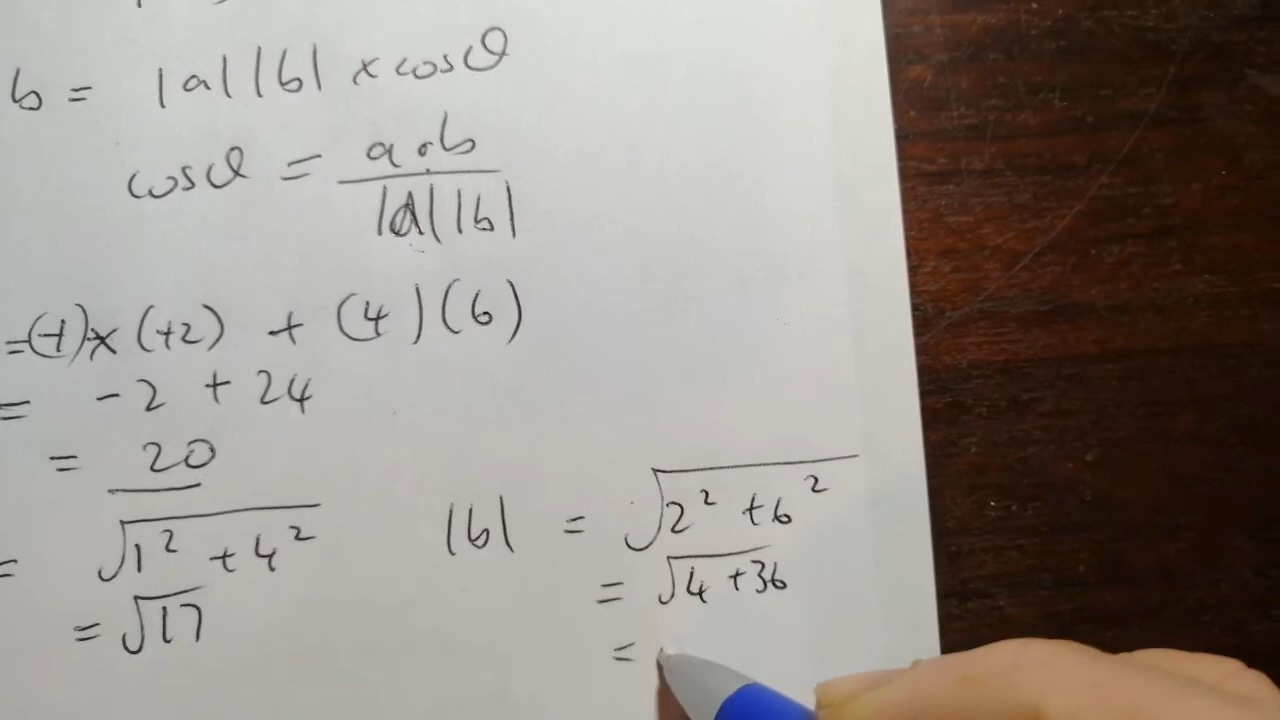 b = |a||b| × cosθ
cosθ = a.b / |a||b|
=(-1)×(+2) + (4)(6)
= -2 + 24
= 20
= √1² + 4²
= √17
|b| = √2² + 6²
= √4 + 36
=